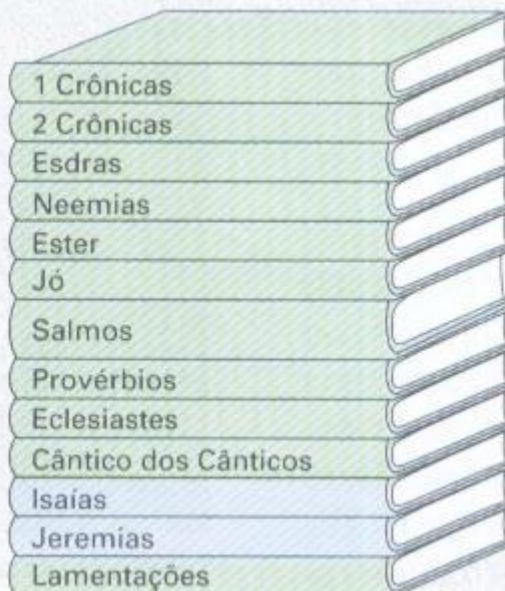 1 Crônicas
2 Crônicas
Esdras
Neemias
Ester
Jó
Salmos
Provérbios
Eclesiastes
Cântico dos Cânticos
Isaías
Jeremias
Lamentações